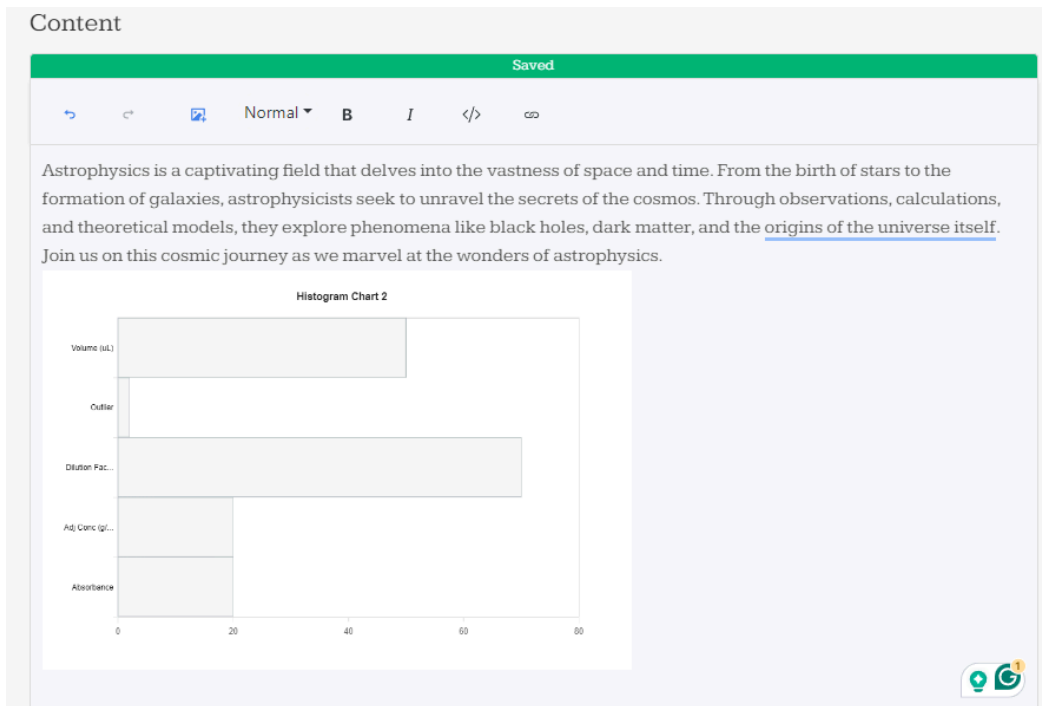 Content
Saved
Normal B I </>
Astrophysics is a captivating field that delves into the vastness of space and time. From the birth of stars to the
formation of galaxies, astrophysicists seek to unravel the secrets of the cosmos. Through observations, calculations,
and theoretical models, they explore phenomena like black holes, dark matter, and the origins of the universe itself.
Join us on this cosmic journey as we marvel at the wonders of astrophysics.
Histogram Chart 2
Volume (uL)
Outlier
Dilution Fac...
Adj Conc (g/...
Absorbance
0 20 40 60 80
1